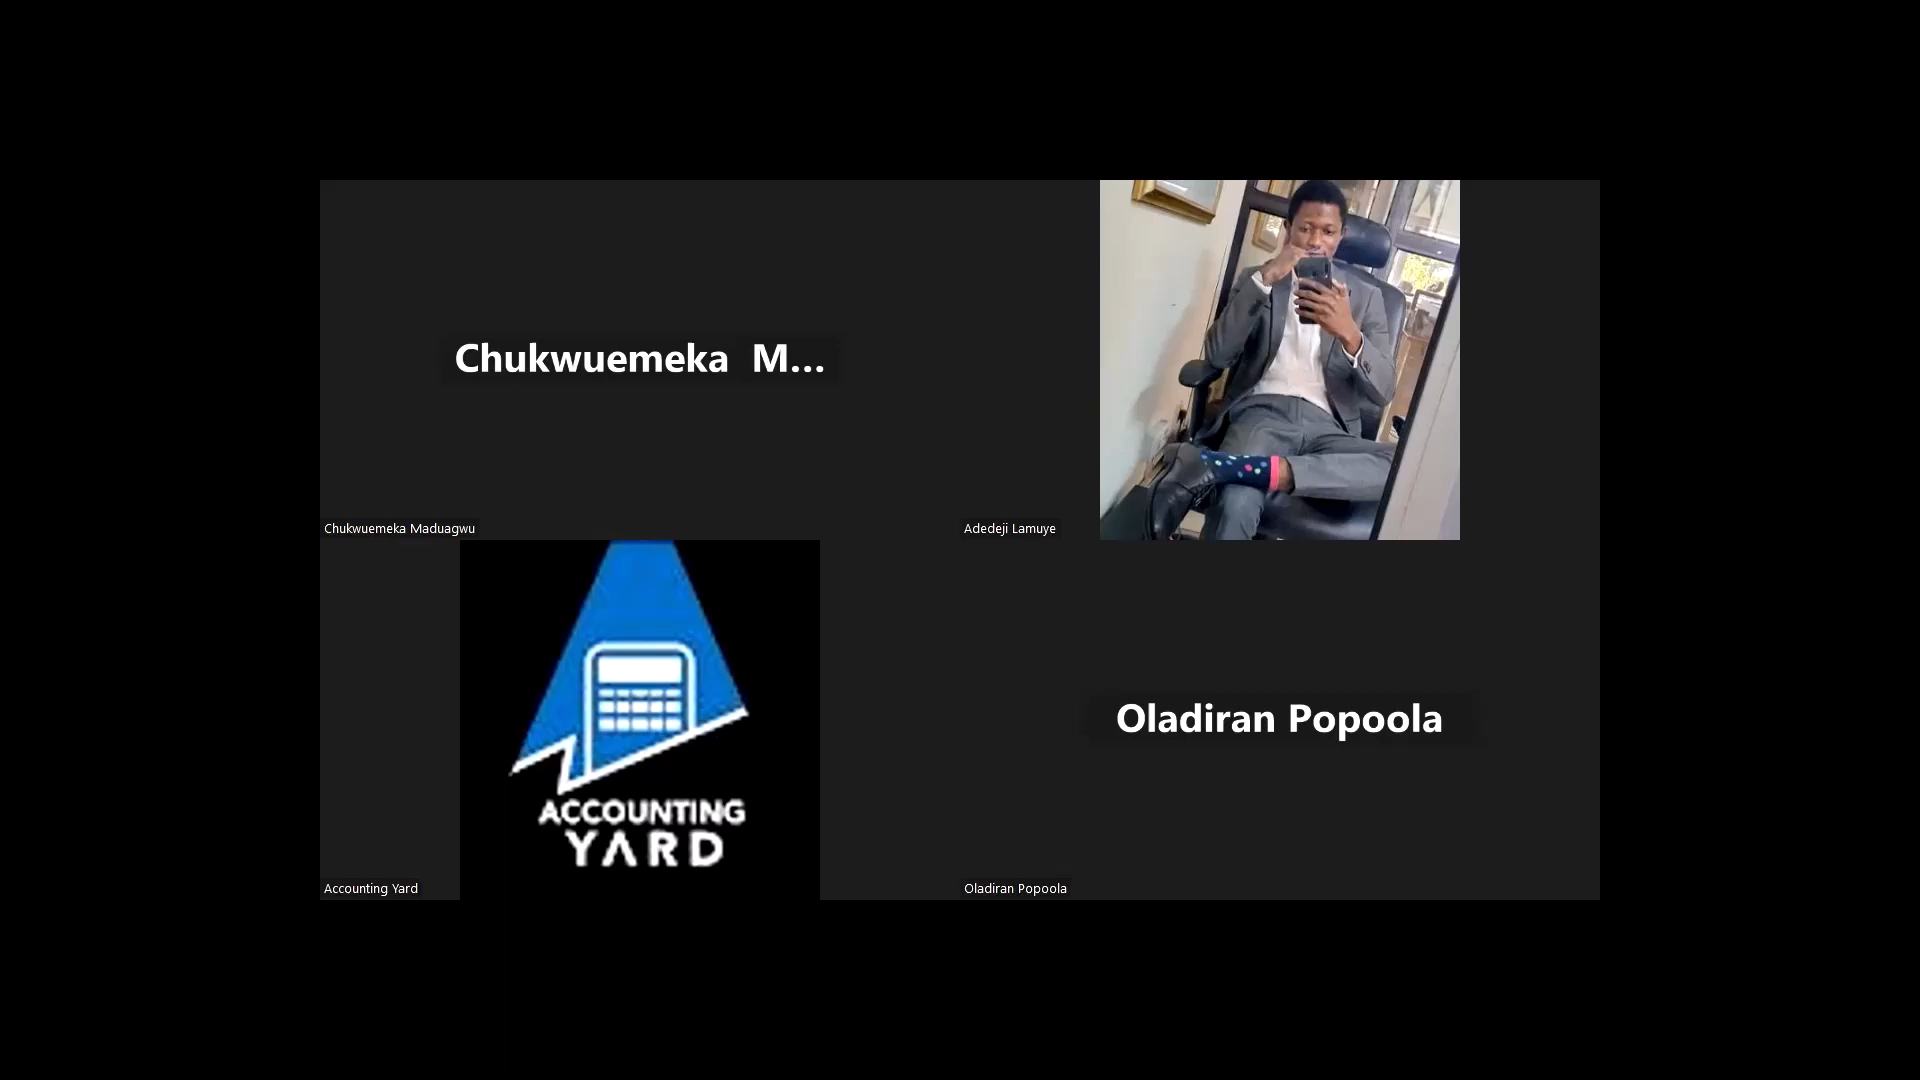 Chukwuemeka  M...
Chukwuemeka Maduagwu
Adedeji Lamuye
ACCOUNTING
YARD
Accounting Yard
Oladiran Popoola
Oladiran Popoola